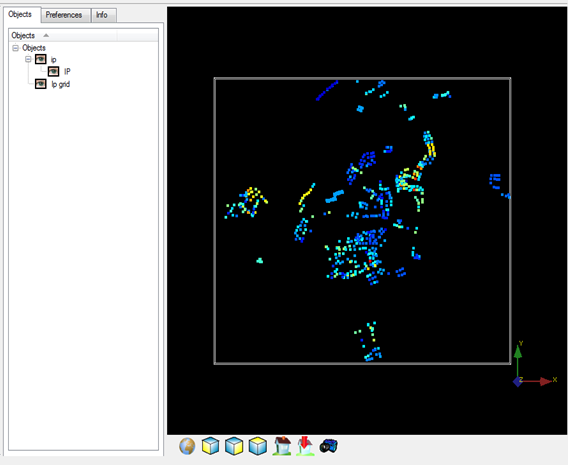 Objects Preferences Info
Objects
Objects
ip
IP
ip grid
Y
Z X